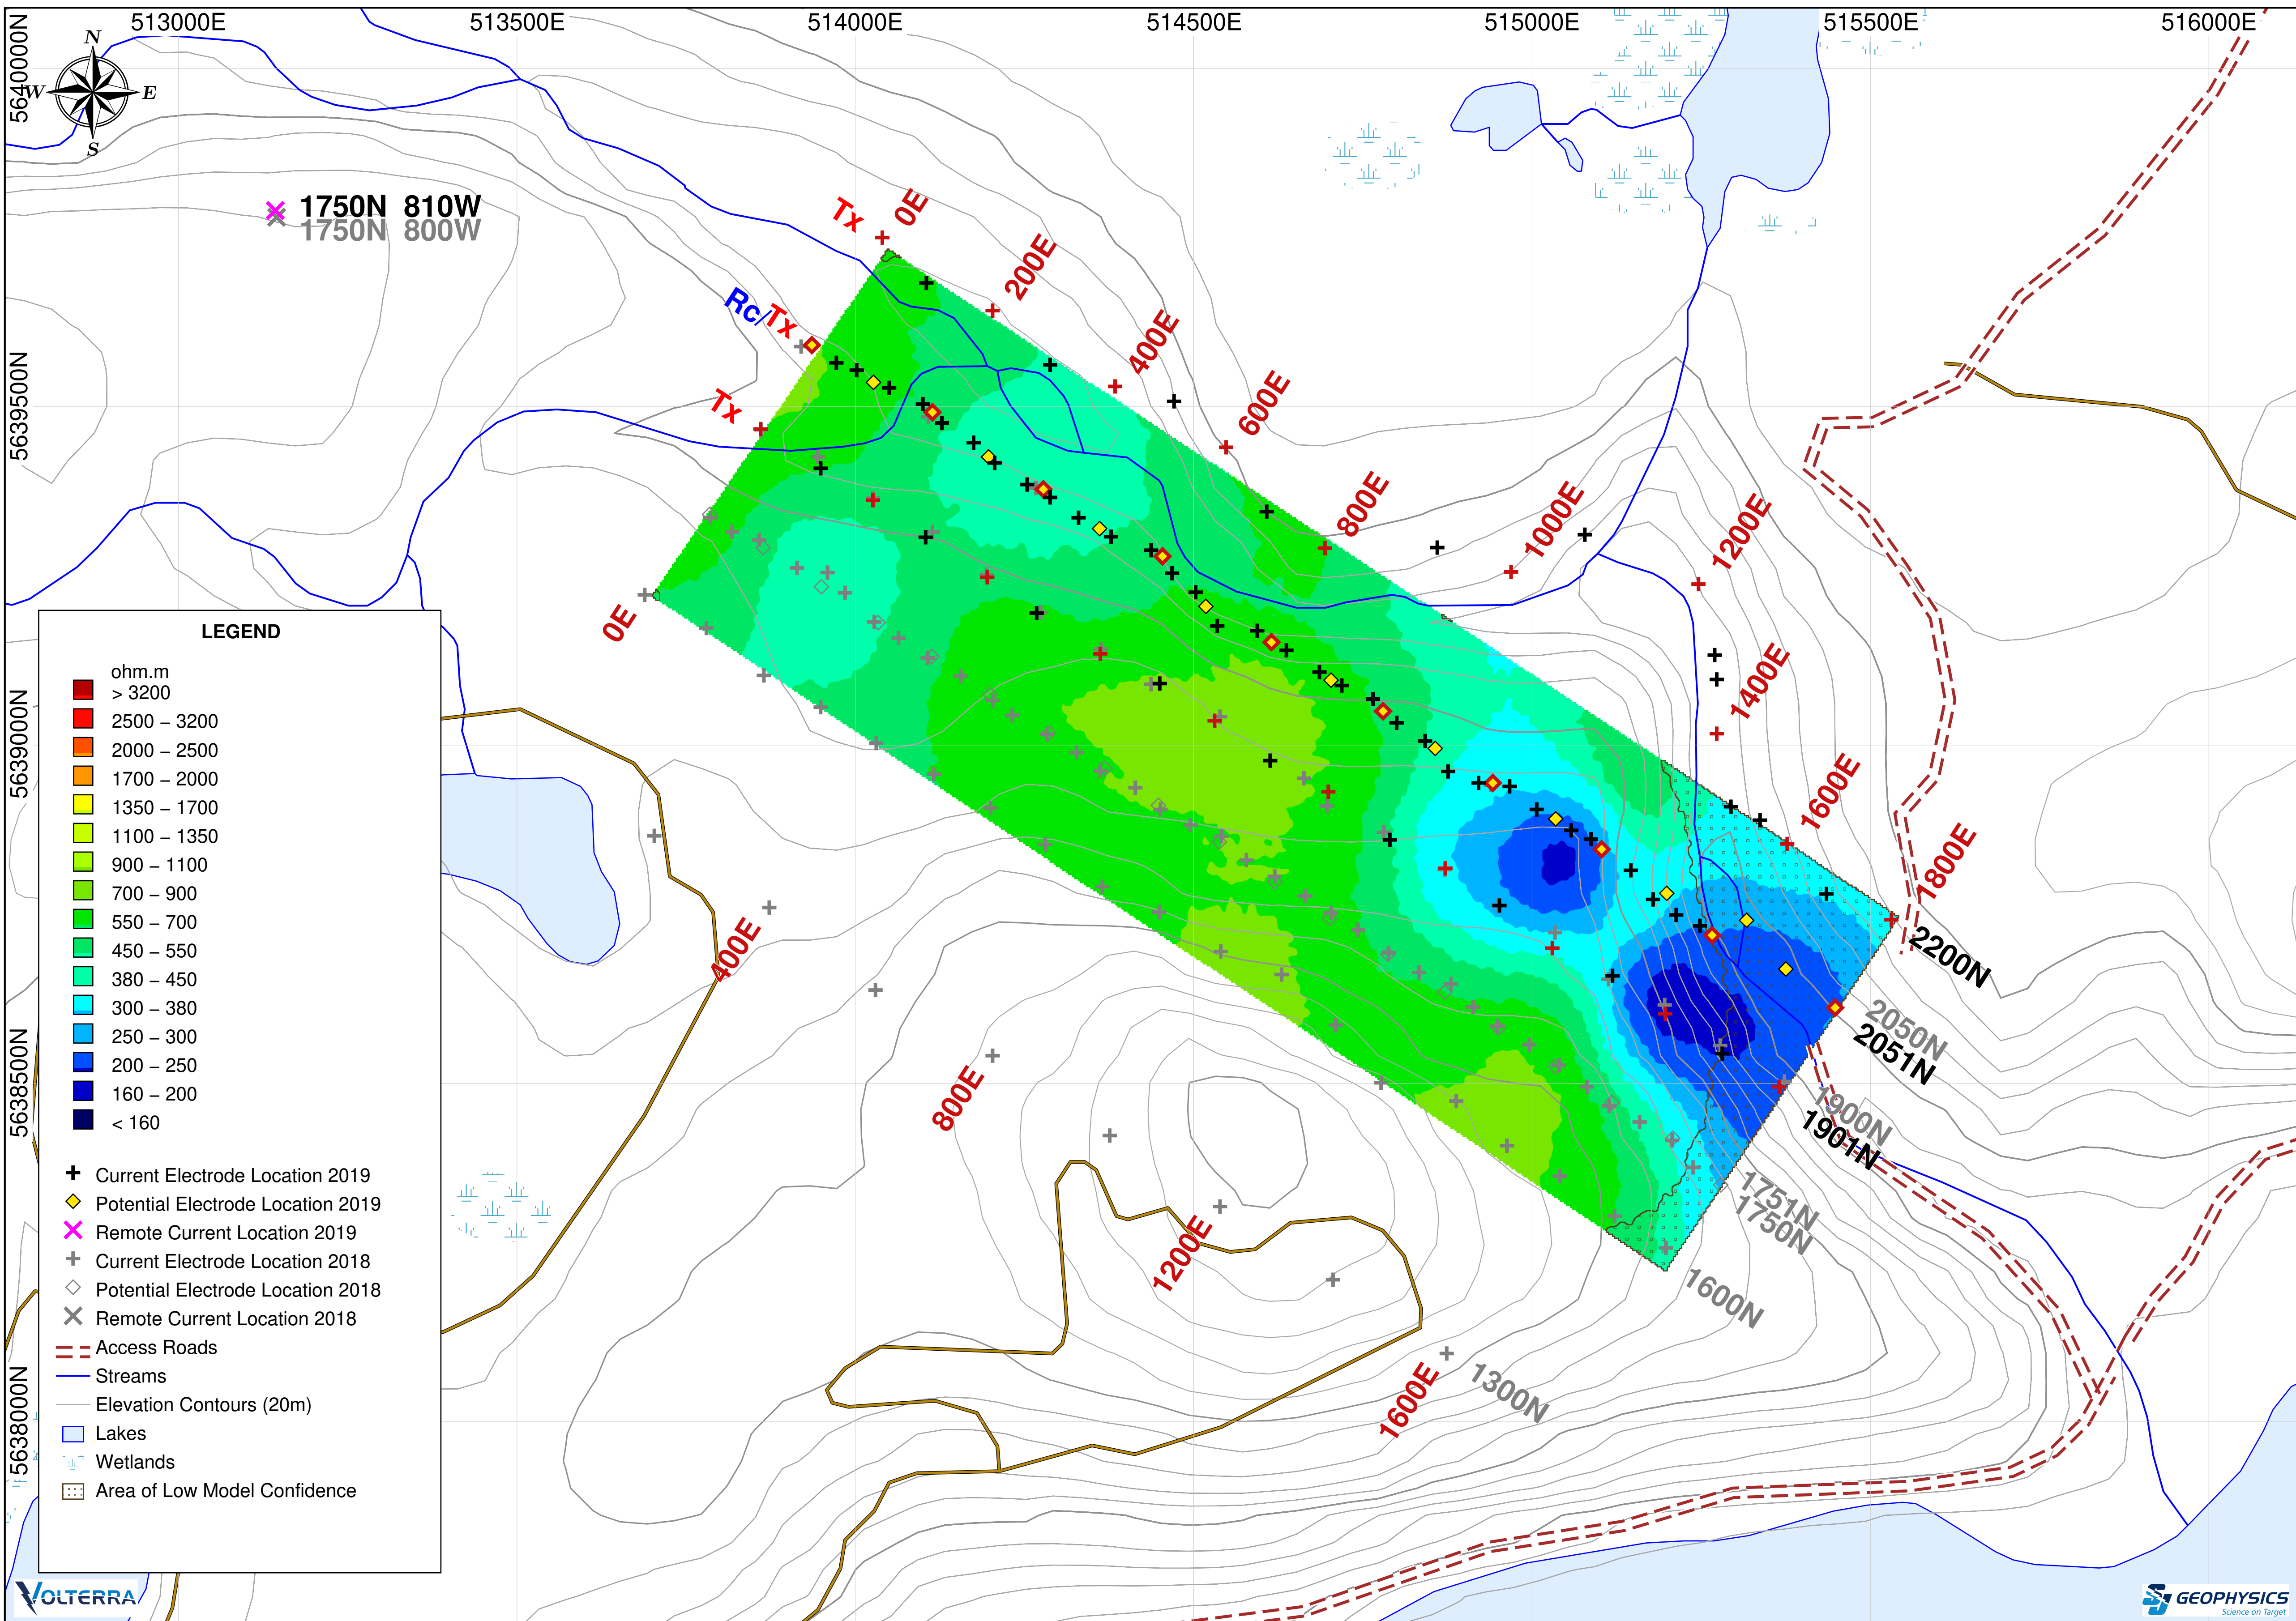 513000E 513500E 514000E 514500E 515000E 515500E 516000E
5640000N
5639500N
5639000N
5638500N
5638000N
N
W E
S
1750N 810W
1750N 800W
Tx 0E
200E
Rc/Tx
400E
Tx
600E
800E
1000E
1200E
1400E
1600E
1800E
0E
400E
800E
1200E
1600E
2200N
2050N
2051N
1900N
1901N
1751N
1750N
1600N
1300N
LEGEND
ohm.m
> 3200
2500 – 3200
2000 – 2500
1700 – 2000
1350 – 1700
1100 – 1350
900 – 1100
700 – 900
550 – 700
450 – 550
380 – 450
300 – 380
250 – 300
200 – 250
160 – 200
< 160
Current Electrode Location 2019
Potential Electrode Location 2019
Remote Current Location 2019
Current Electrode Location 2018
Potential Electrode Location 2018
Remote Current Location 2018
Access Roads
Streams
Elevation Contours (20m)
Lakes
Wetlands
Area of Low Model Confidence
VOLTERRA
SJ GEOPHYSICS
Science on Target